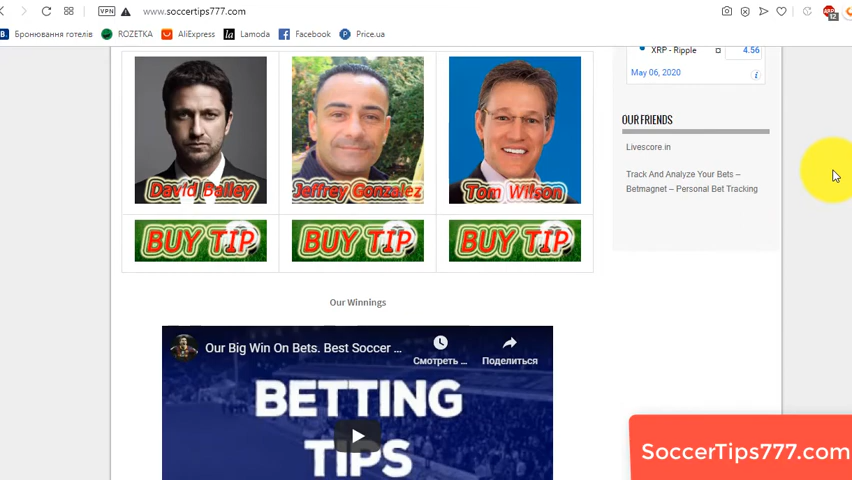 VPN
www.soccertips777.com
12
B. Бронювання готелів
ROZETKA
AliExpress
la Lamoda
Facebook
P Price.ua
XRP - Ripple 4.56
May 06, 2020
i
OUR FRIENDS
Livescore.in
Track And Analyze Your Bets –
Betmagnet – Personal Bet Tracking
David Bailey
Jeffrey Gonzalez
Tom Wilson
BUY TIP
BUY TIP
BUY TIP
Our Winnings
Our Big Win On Bets. Best Soccer ...
Смотреть ...
Поделиться
BETTING
TIPS
SoccerTips777.com